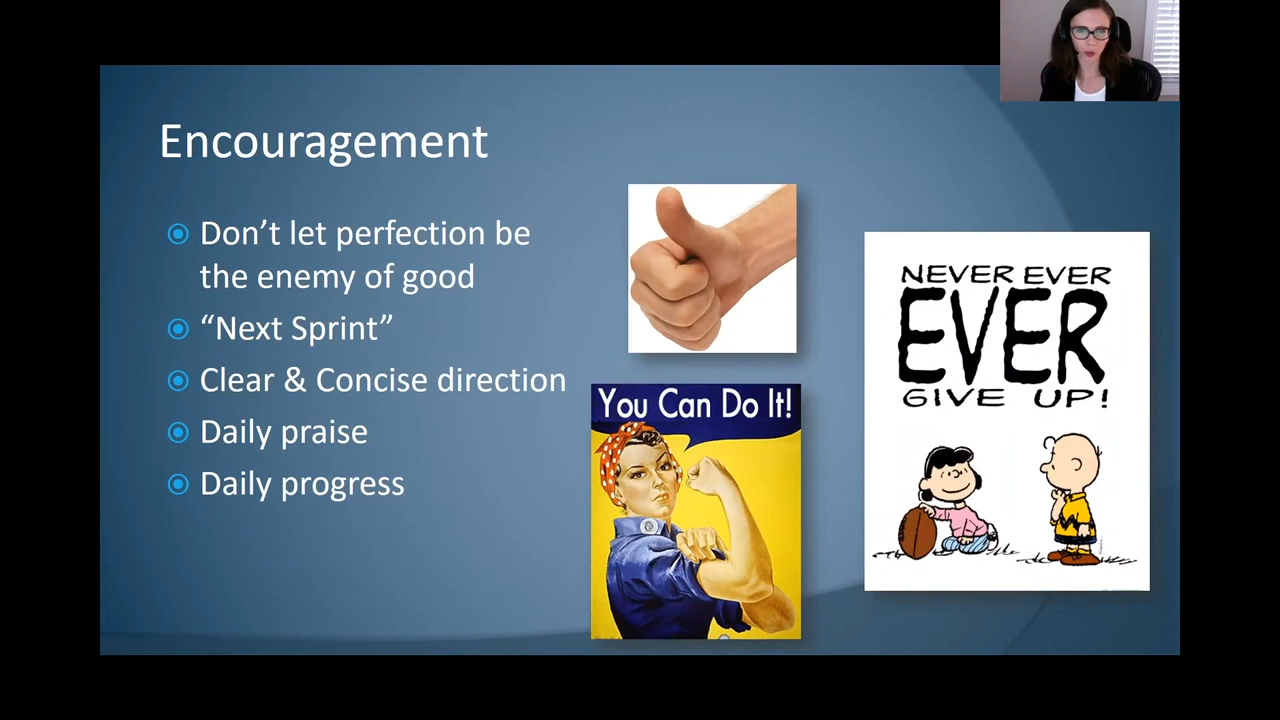 Encouragement
Don’t let perfection be
the enemy of good
“Next Sprint”
Clear & Concise direction
Daily praise
Daily progress
You Can Do It!
NEVER EVER
EVER
GIVE UP!